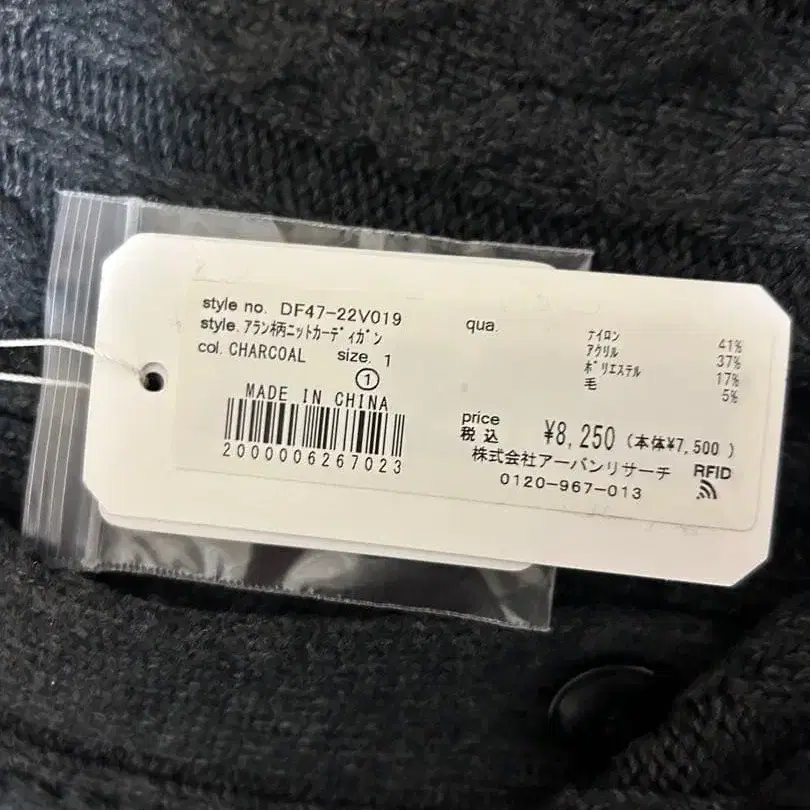 style no. DF47-22V019
style. アラン柄ニットカーディガン
col. CHARCOAL size. 1
①
MADE IN CHINA
2000006267023
qua.
ナイロン 41%
アクリル 37%
ポリエステル 17%
毛 5%
price
税込 ¥8,250 (本体¥7,500 )
株式会社アーバンリサーチ
0120-967-013
RFID